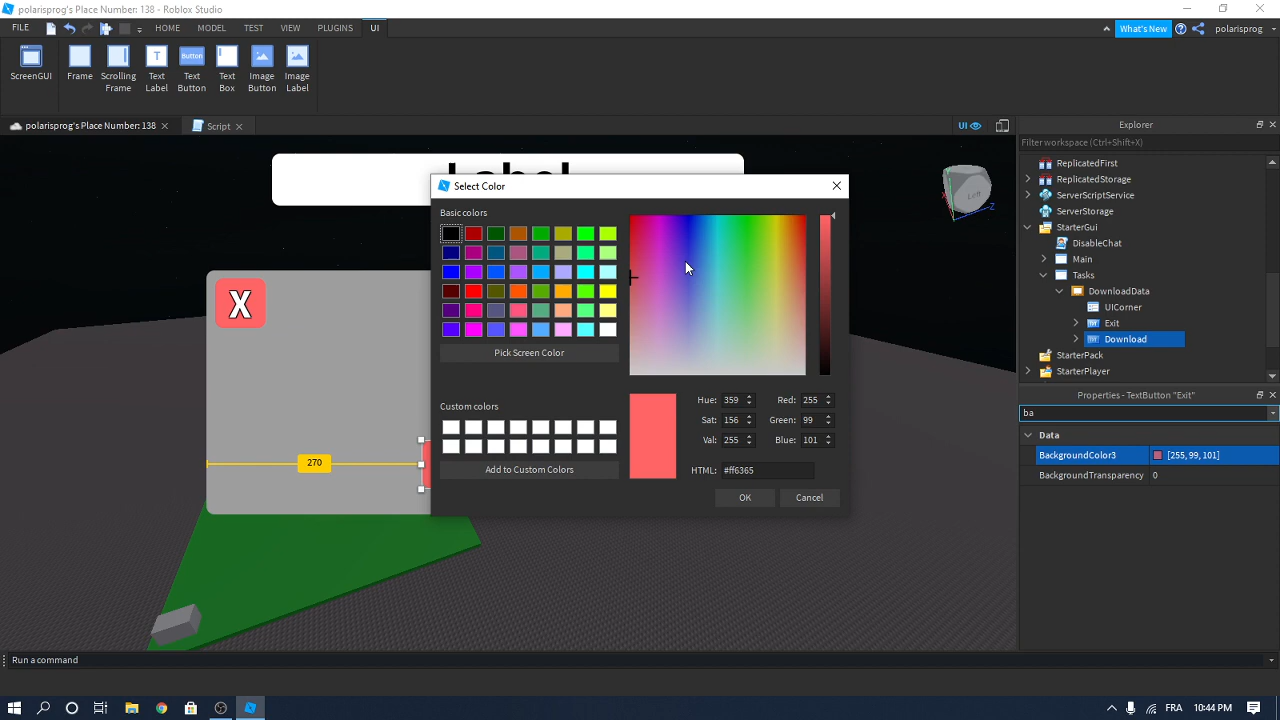 polarisprog's Place Number: 138 - Roblox Studio
FILE HOME MODEL TEST VIEW PLUGINS UI What's New polarisprog
ScreenGUI Frame Scrolling Frame Text Label Text Button Text Box Image Button Image Label
Button
polarisprog's Place Number: 138 Script UI Explorer
Filter workspace (Ctrl+Shift+X)
ReplicatedFirst
ReplicatedStorage
ServerScriptService
ServerStorage
StarterGui
DisableChat
Main
Tasks
DownloadData
UICorner
Exit
Download
StarterPack
StarterPlayer
Label
Left
X
Z
X
270
Select Color
Basic colors
Pick Screen Color
Custom colors
Add to Custom Colors
Hue: 359 Red: 255
Sat: 156 Green: 99
Val: 255 Blue: 101
HTML: #ff6365
OK Cancel
Properties - TextButton "Exit"
ba
Data
BackgroundColor3 [255, 99, 101]
BackgroundTransparency 0
Run a command
FRA 10:44 PM